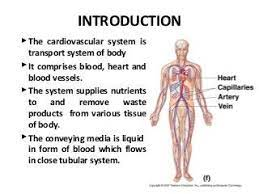 INTRODUCTION
▶ The cardiovascular system is
transport system of body
▶ It comprises blood, heart and
blood vessels.
▶ The system supplies nutrients
to and remove waste
products from various tissue
of body.
▶ The conveying media is liquid
in form of blood which flows
in close tubular system.
Heart
Capillaries
Artery
Vein
(f)